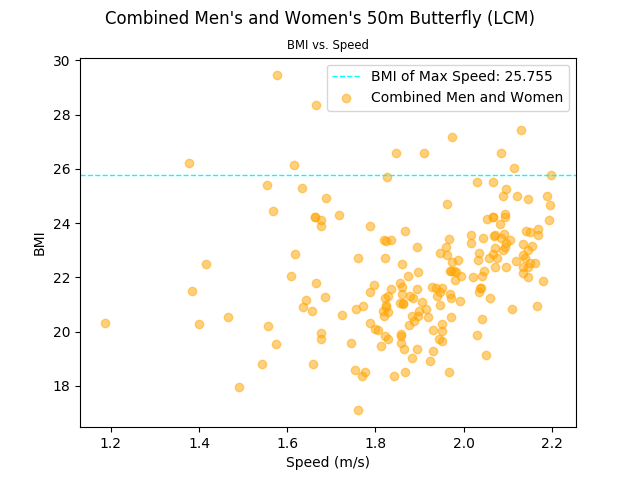 Combined Men's and Women's 50m Butterfly (LCM)
BMI vs. Speed
BMI of Max Speed: 25.755
Combined Men and Women
30
28
26
24
22
20
18
BMI
1.2
1.4
1.6
1.8
2.0
2.2
Speed (m/s)